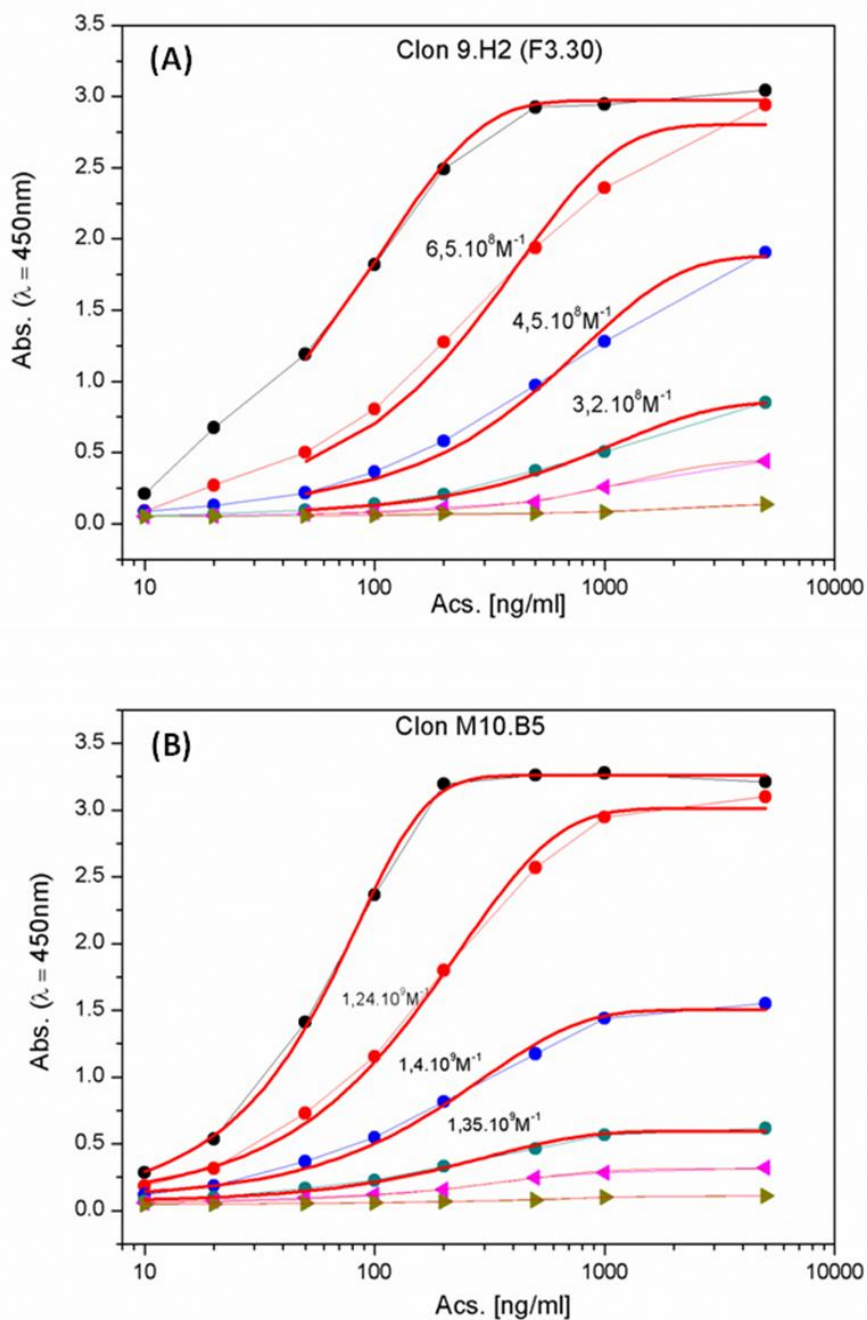 (A)
Clon 9.H2 (F3.30)
3.5
3.0
2.5
2.0
1.5
1.0
0.5
0.0
Abs. (λ = 450nm)
6,5.10⁸M⁻¹
4,5.10⁸M⁻¹
3,2.10⁸M⁻¹
10
100
1000
10000
Acs. [ng/ml]
(B)
Clon M10.B5
3.5
3.0
2.5
2.0
1.5
1.0
0.5
0.0
Abs. (λ = 450nm)
1,24.10⁹M⁻¹
1,4.10⁹M⁻¹
1,35.10⁹M⁻¹
10
100
1000
10000
Acs. [ng/ml]